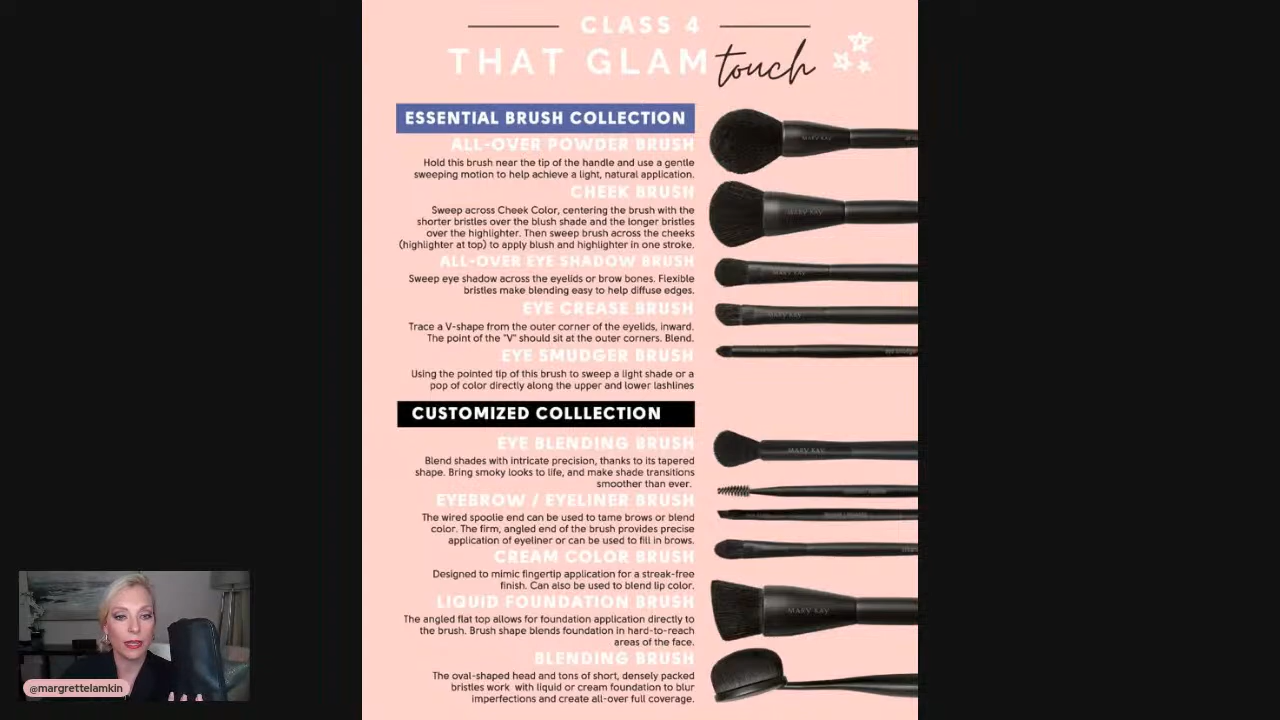 CLASS 4
THAT GLAM touch
ESSENTIAL BRUSH COLLECTION
ALL-OVER POWDER BRUSH
Hold this brush near the tip of the handle and use a gentle
sweeping motion to help achieve a light, natural application.
CHEEK BRUSH
Sweep across Cheek Color, centering the brush with the
shorter bristles over the blush shade and the longer bristles
over the highlighter. Then sweep brush across the cheeks
(highlighter at top) to apply blush and highlighter in one stroke.
ALL-OVER EYE SHADOW BRUSH
Sweep eye shadow across the eyelids or brow bones. Flexible
bristles make blending easy to help diffuse edges.
EYE CREASE BRUSH
Trace a V-shape from the outer corner of the eyelids, inward.
The point of the "V" should sit at the outer corners. Blend.
EYE SMUDGER BRUSH
Using the pointed tip of this brush to sweep a light shade or a
pop of color directly along the upper and lower lashlines
CUSTOMIZED COLLLECTION
EYE BLENDING BRUSH
Blend shades with intricate precision, thanks to its tapered
shape. Bring smoky looks to life, and make shade transitions
smoother than ever.
EYEBROW / EYELINER BRUSH
The wired spoolie end can be used to tame brows or blend
color. The firm, angled end of the brush provides precise
application of eyeliner or can be used to fill in brows.
CREAM COLOR BRUSH
Designed to mimic fingertip application for a streak-free
finish. Can also be used to blend lip color.
LIQUID FOUNDATION BRUSH
The angled flat top allows for foundation application directly to
the brush. Brush shape blends foundation in hard-to-reach
areas of the face.
BLENDING BRUSH
The oval-shaped head and tons of short, densely packed
bristles work with liquid or cream foundation to blur
imperfections and create all-over full coverage.
MARY KAY
MARY KAY
MARY KAY
MARY KAY
eye smudge
MARY KAY
MARY KAY
@margrettelamkin